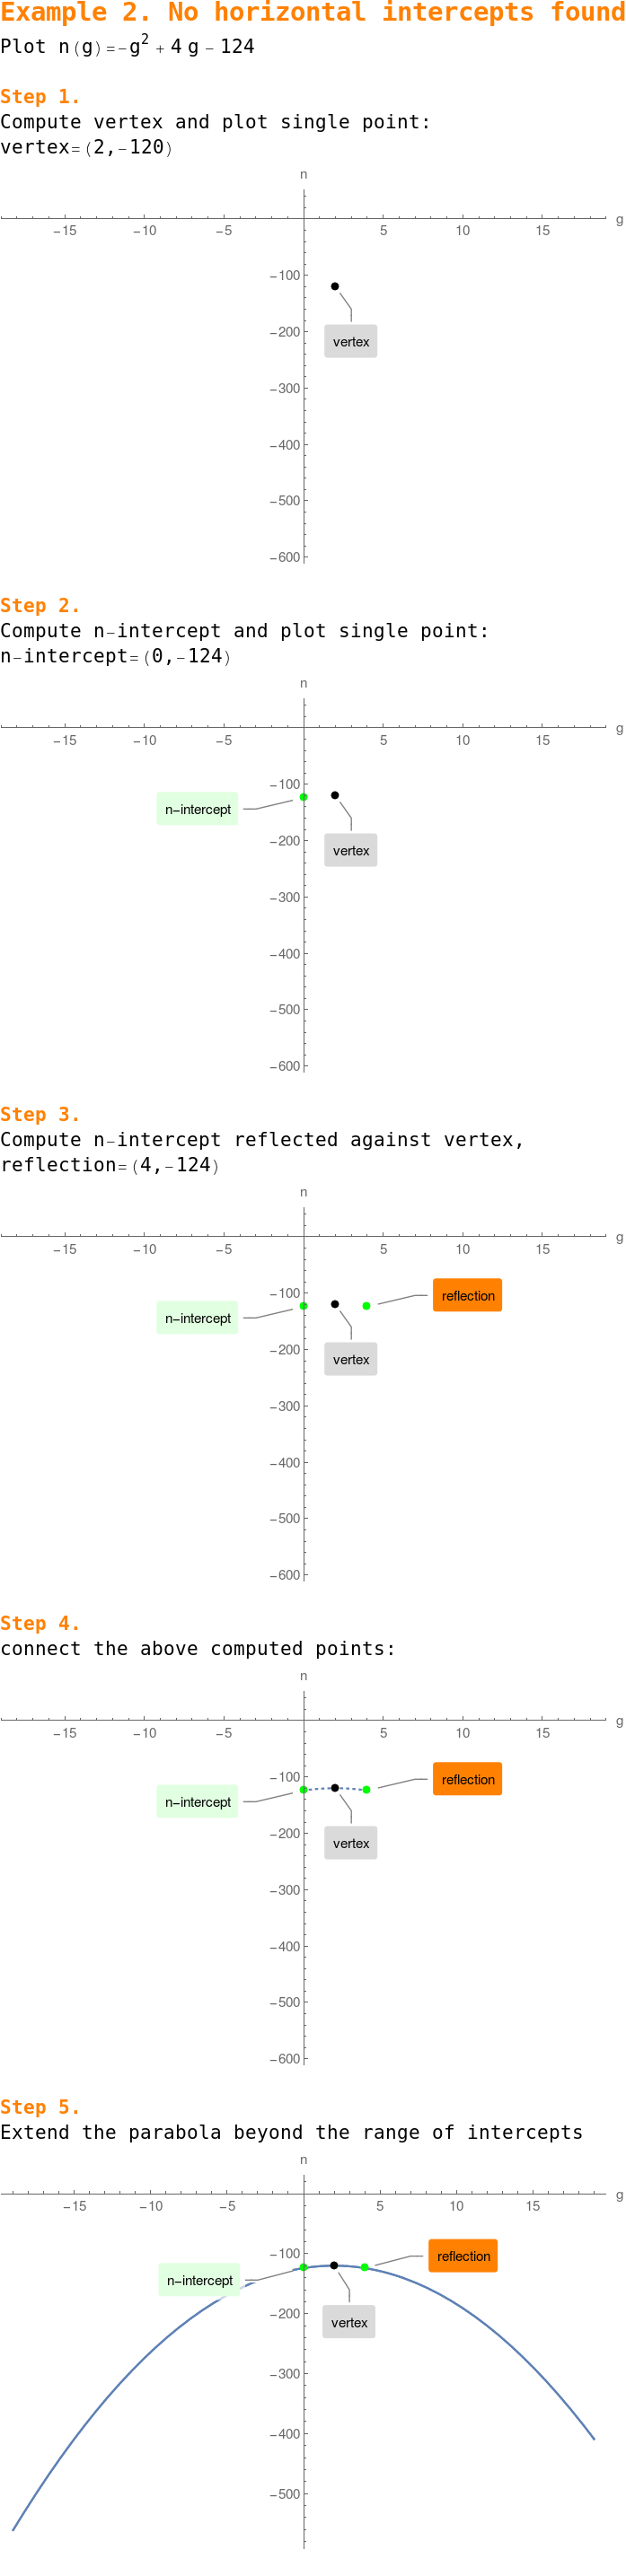 Example 2. No horizontal intercepts found
Plot n(g)=-g² + 4 g - 124
Step 1.
Compute vertex and plot single point:
vertex=(2,-120)
n
g
-15 -10 -5 5 10 15
-100
vertex
-200
-300
-400
-500
-600
Step 2.
Compute n-intercept and plot single point:
n-intercept=(0,-124)
n
g
-15 -10 -5 5 10 15
-100
n-intercept
vertex
-200
-300
-400
-500
-600
Step 3.
Compute n-intercept reflected against vertex,
reflection=(4,-124)
n
g
-15 -10 -5 5 10 15
-100
reflection
n-intercept
-200
vertex
-300
-400
-500
-600
Step 4.
connect the above computed points:
n
g
-15 -10 -5 5 10 15
-100
reflection
n-intercept
-200
vertex
-300
-400
-500
-600
Step 5.
Extend the parabola beyond the range of intercepts
n
g
-15 -10 -5 5 10 15
-100
reflection
n-intercept
-200
vertex
-300
-400
-500